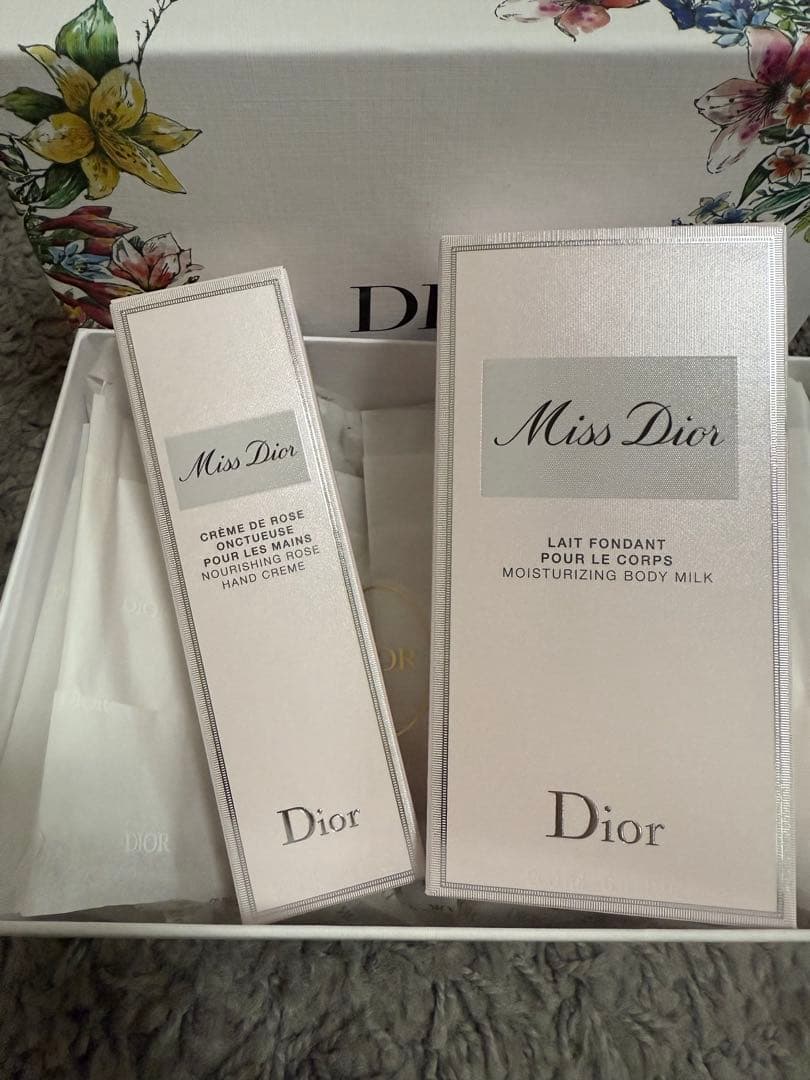 Miss Dior
CRÈME DE ROSE
ONCTUEUSE
POUR LES MAINS
NOURISHING ROSE
HAND CREME
Dior
Miss Dior
LAIT FONDANT
POUR LE CORPS
MOISTURIZING BODY MILK
Dior
DIOR